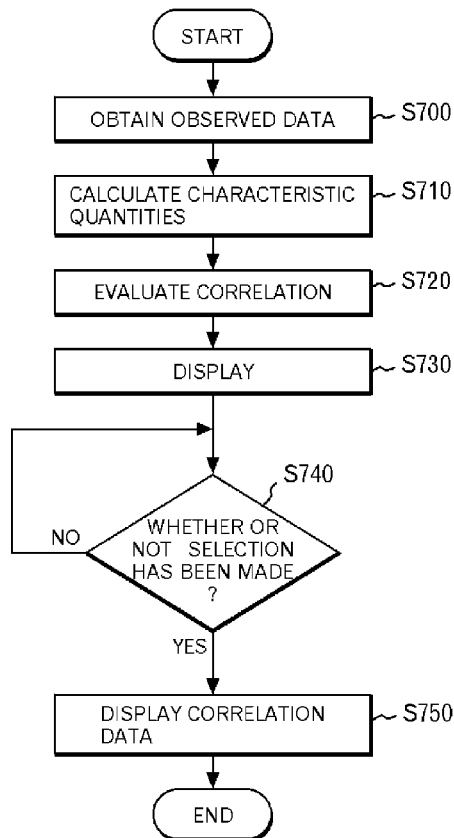 START
OBTAIN OBSERVED DATA
S700
CALCULATE CHARACTERISTIC
QUANTITIES
S710
EVALUATE CORRELATION
S720
DISPLAY
S730
S740
WHETHER OR
NOT SELECTION
HAS BEEN MADE
?
NO
YES
DISPLAY CORRELATION
DATA
S750
END